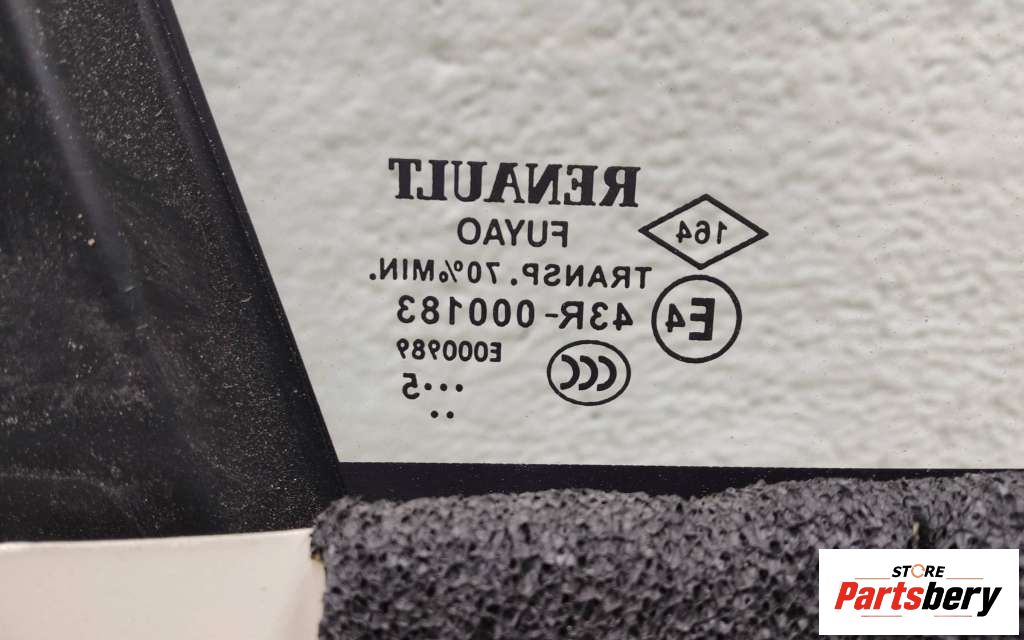 RENAULT
164
FUYAO
TRANSP. 70%MIN.
43R-000183
E4
E000989
CCC
...5
..
STORE
Partsbery